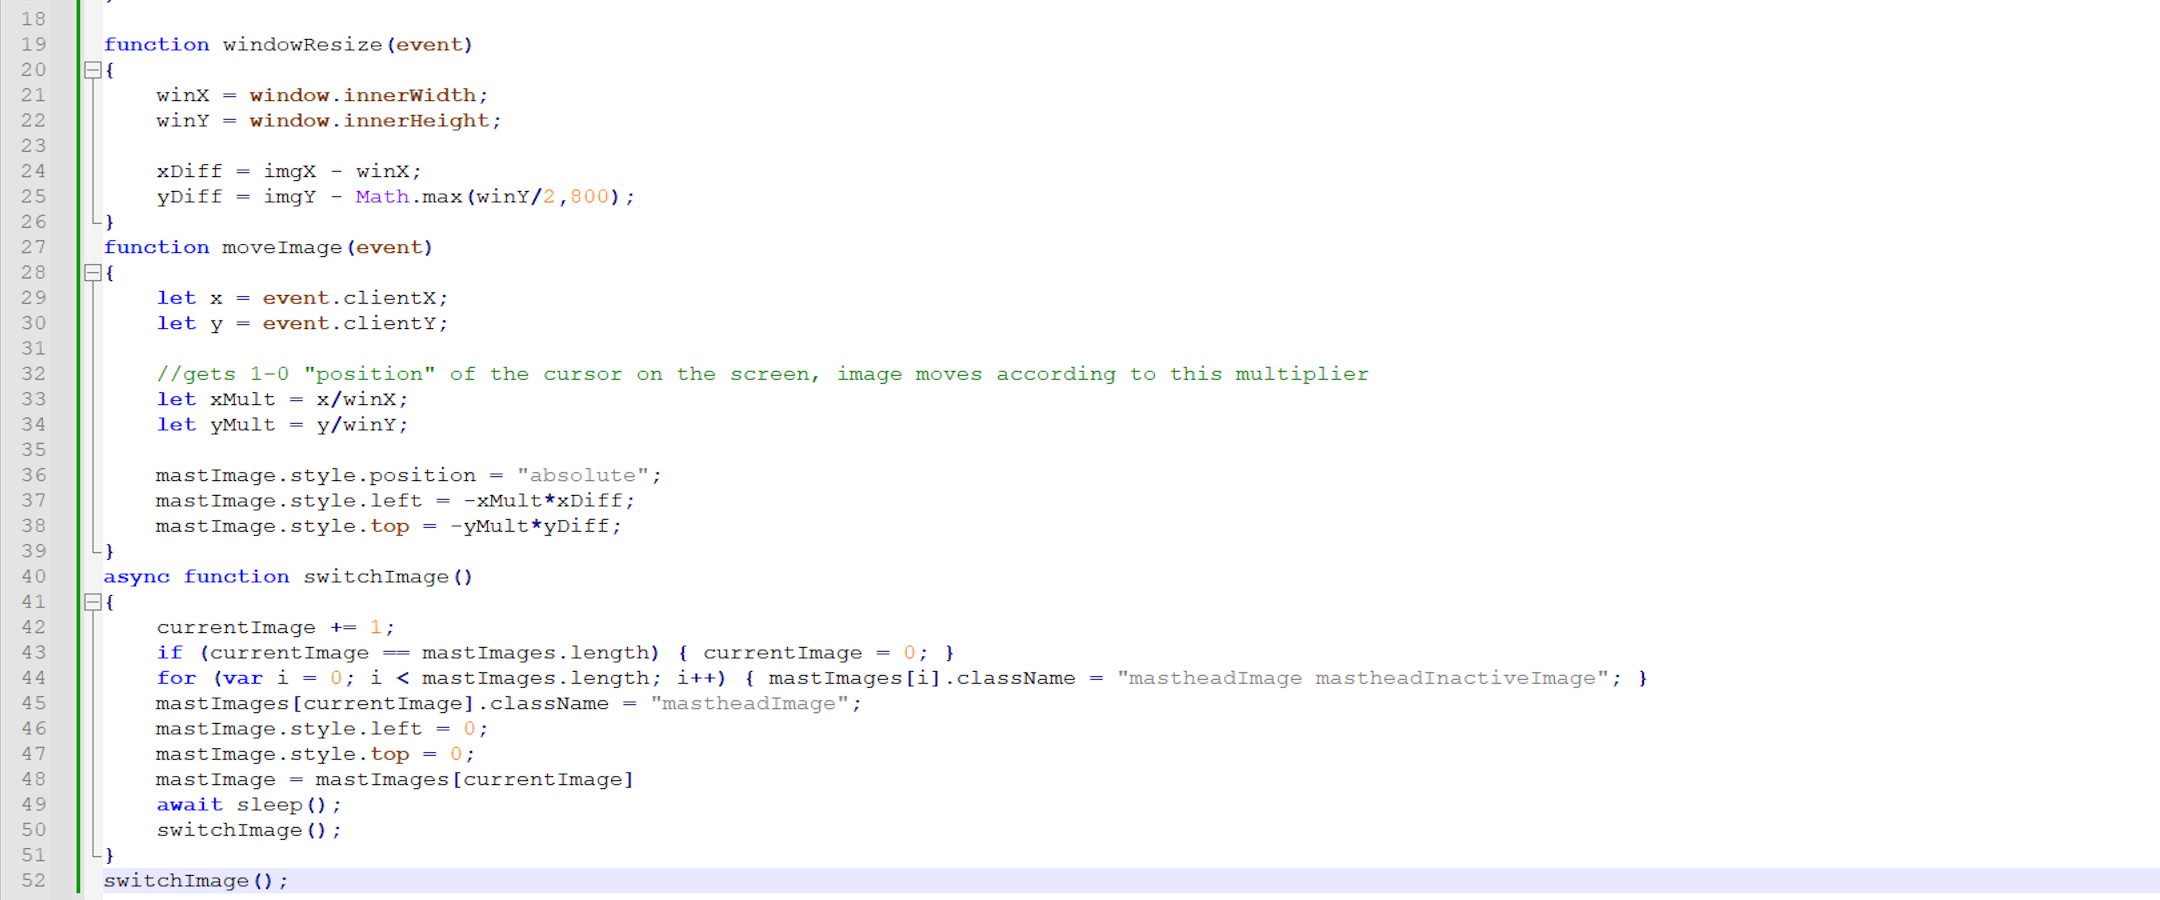 18
19 function windowResize(event)
20 {
21     winX = window.innerWidth;
22     winY = window.innerHeight;
23
24     xDiff = imgX - winX;
25     yDiff = imgY - Math.max(winY/2,800);
26 }
27 function moveImage(event)
28 {
29     let x = event.clientX;
30     let y = event.clientY;
31
32     //gets 1-0 "position" of the cursor on the screen, image moves according to this multiplier
33     let xMult = x/winX;
34     let yMult = y/winY;
35
36     mastImage.style.position = "absolute";
37     mastImage.style.left = -xMult*xDiff;
38     mastImage.style.top = -yMult*yDiff;
39 }
40 async function switchImage()
41 {
42     currentImage += 1;
43     if (currentImage == mastImages.length) { currentImage = 0; }
44     for (var i = 0; i < mastImages.length; i++) { mastImages[i].className = "mastheadImage mastheadInactiveImage"; }
45     mastImages[currentImage].className = "mastheadImage";
46     mastImage.style.left = 0;
47     mastImage.style.top = 0;
48     mastImage = mastImages[currentImage]
49     await sleep();
50     switchImage();
51 }
52 switchImage();